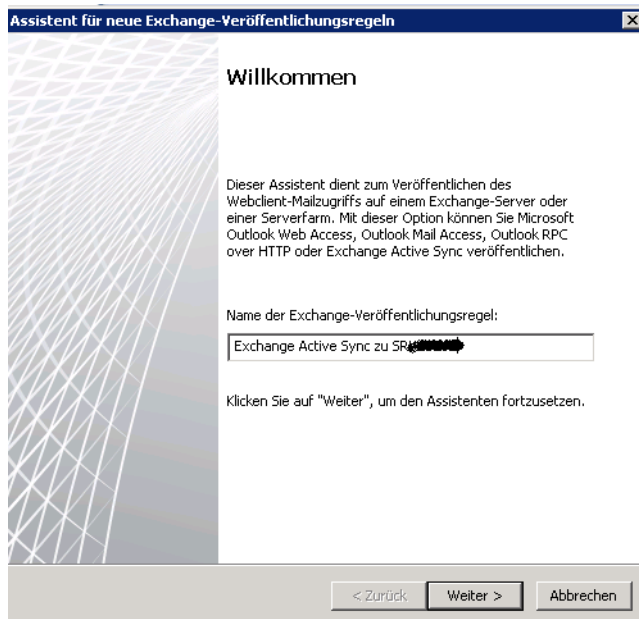 Assistent für neue Exchange-Veröffentlichungsregeln
Willkommen
Dieser Assistent dient zum Veröffentlichen des
Webclient-Mailzugriffs auf einem Exchange-Server oder
einer Serverfarm. Mit dieser Option können Sie Microsoft
Outlook Web Access, Outlook Mail Access, Outlook RPC
over HTTP oder Exchange Active Sync veröffentlichen.
Name der Exchange-Veröffentlichungsregel:
Exchange Active Sync zu
Klicken Sie auf "Weiter", um den Assistenten fortzusetzen.
< Zurück
Weiter >
Abbrechen